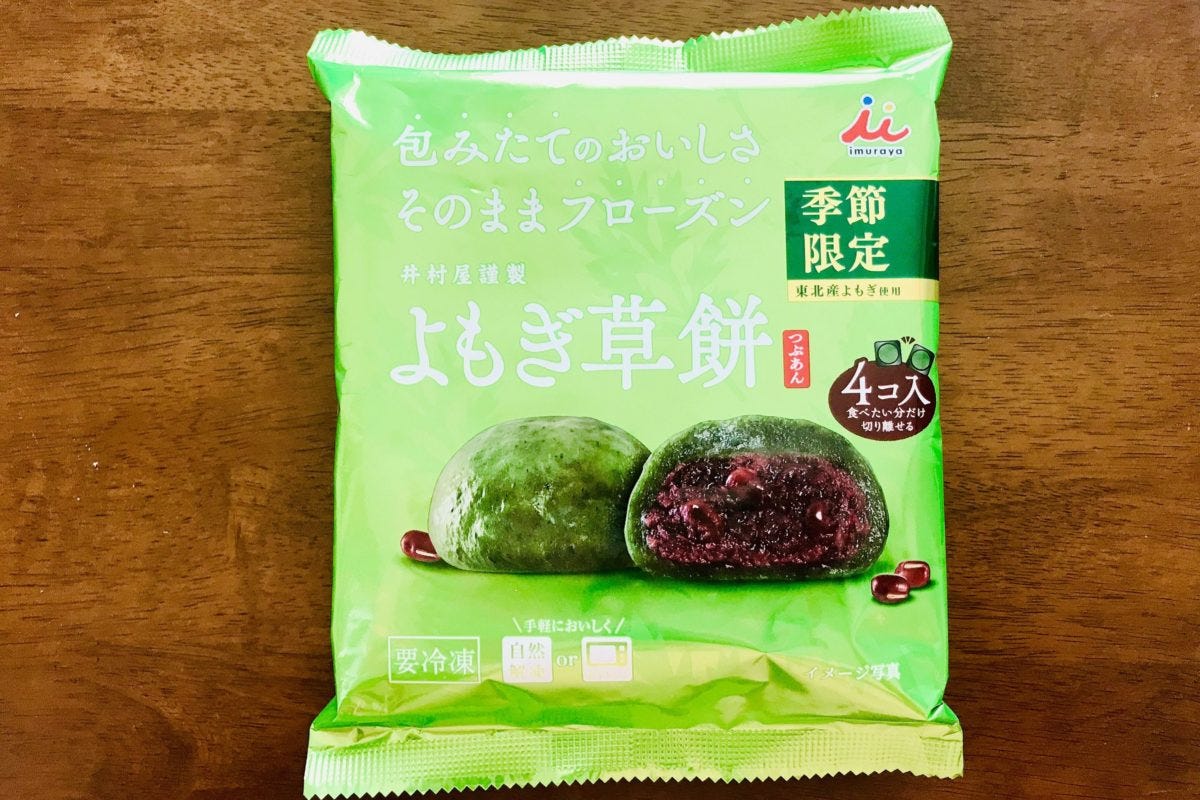 包みたてのおいしさ
そのままフローズン
imuraya
季節
限定
東北産よもぎ使用
井村屋謹製
よもぎ草餅
つぶあん
4コ入
食べたい分だけ
切り離せる
手軽においしく
要冷凍
自然
解凍
or
イメージ写真